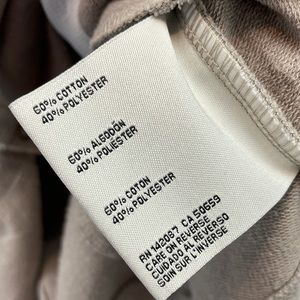 60% COTTON
40% POLYESTER
60% ALGODÓN
40% POLIESTER
60% COTON
40% POLYESTER
RN 142087 CA 50659
CARE ON REVERSE
CUIDADO AL REVERSO
SOIN SUR L'INVERSE